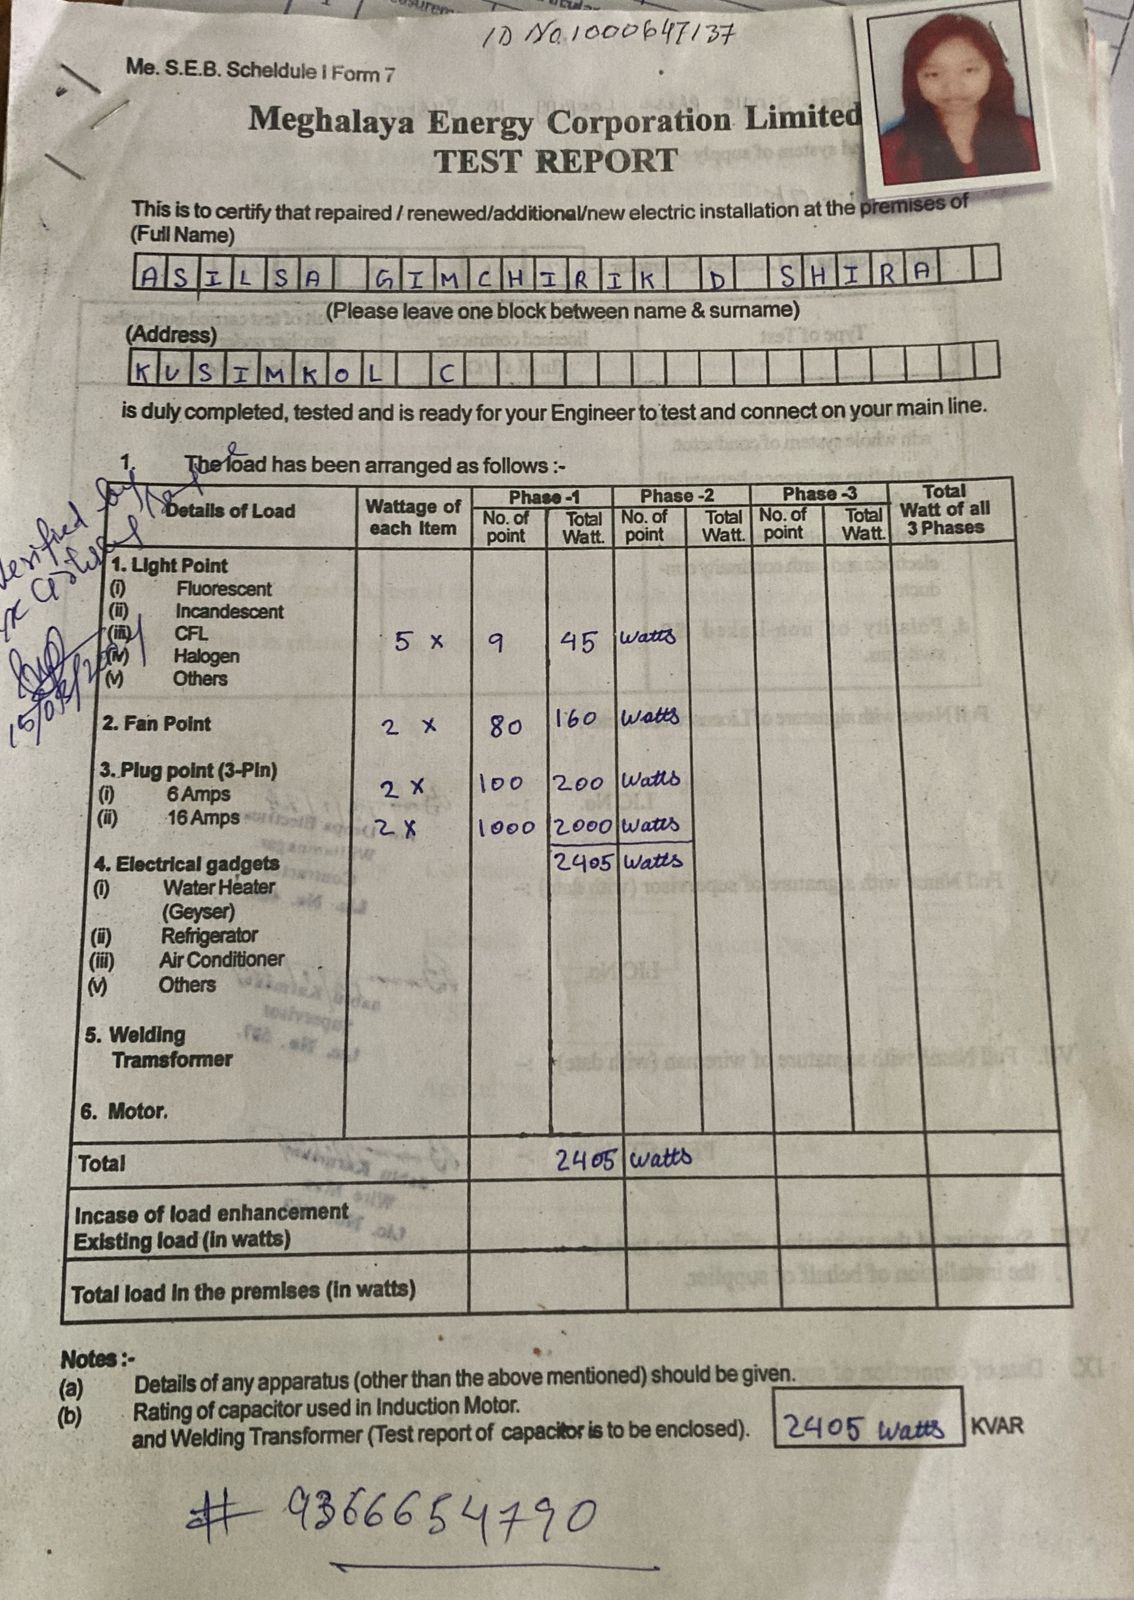 ID No 1000647137
Me. S.E.B. Scheldule I Form 7
Meghalaya Energy Corporation Limited
TEST REPORT
This is to certify that repaired / renewed/additional/new electric installation at the premises of
(Full Name)
ASILSA GIMCHIRIK D SHIRA
(Please leave one block between name & surname)
(Address)
KUSIMKOL C
is duly completed, tested and is ready for your Engineer to test and connect on your main line.
1. The load has been arranged as follows :-
Details of Load Wattage of each Item Phase -1 Phase -2 Phase -3 Total Watt of all 3 Phases
No. of point Total Watt. No. of point Total Watt. No. of point Total Watt.
1. Light Point
(i) Fluorescent
(ii) Incandescent
(iii) CFL 5 x 9 45 Watts
(iv) Halogen
(v) Others
2. Fan Point 2 x 80 160 Watts
3. Plug point (3-Pin)
(i) 6 Amps 2 x 100 200 Watts
(ii) 16 Amps 2 x 1000 2000 Watts
2405 Watts
4. Electrical gadgets
(i) Water Heater
(Geyser)
(ii) Refrigerator
(iii) Air Conditioner
(v) Others
5. Welding
Tramsformer
6. Motor.
Total 2405 Watts
Incase of load enhancement
Existing load (in watts)
Total load in the premises (in watts)
Notes :-
(a) Details of any apparatus (other than the above mentioned) should be given.
(b) Rating of capacitor used in Induction Motor.
and Welding Transformer (Test report of capacitor is to be enclosed). 2405 Watts KVAR
# 9366654790
Verified by